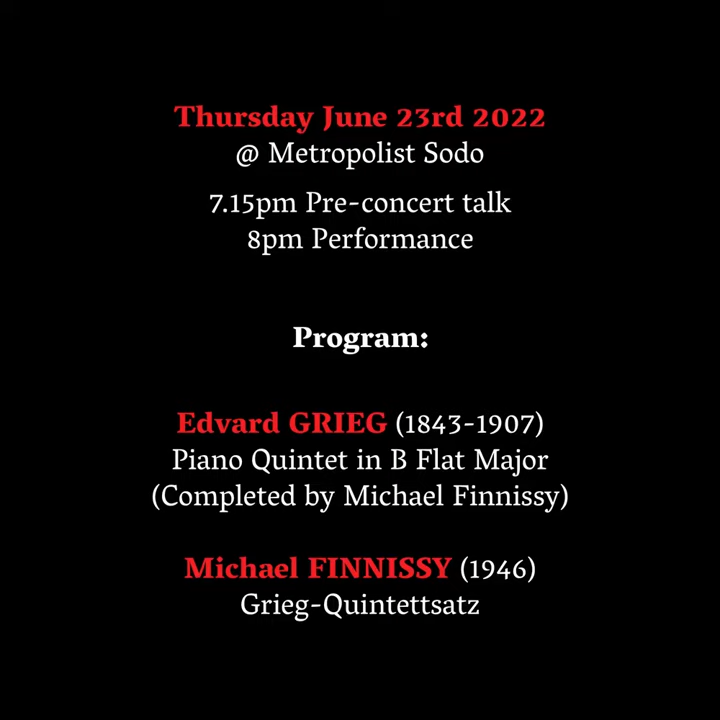 Thursday June 23rd 2022
@ Metropolist Sodo
7.15pm Pre-concert talk
8pm Performance
Program:
Edvard GRIEG (1843-1907)
Piano Quintet in B Flat Major
(Completed by Michael Finnissy)
Michael FINNISSY (1946)
Grieg-Quintettsatz